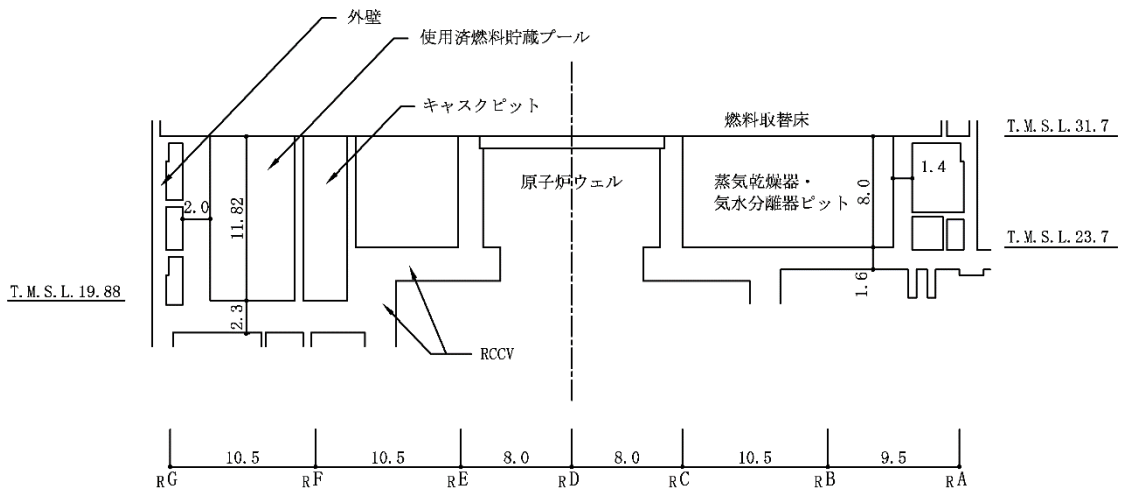 外壁
使用済燃料貯蔵プール
キャスクピット
燃料取替床
T.M.S.L.31.7
原子炉ウェル
蒸気乾燥器・
気水分離器ピット
8.0
1.4
2.0
11.82
T.M.S.L.23.7
1.6
T.M.S.L.19.88
2.3
RCCV
10.5
10.5
8.0
8.0
10.5
9.5
RG
RF
RE
RD
RC
RB
RA